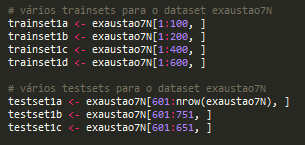 # vários trainsets para o dataset exaustao7N
trainset1a <- exaustao7N[1:100, ]
trainset1b <- exaustao7N[1:200, ]
trainset1c <- exaustao7N[1:400, ]
trainset1d <- exaustao7N[1:600, ]
# vários testsets para o dataset exaustao7N
testset1a <- exaustao7N[601:nrow(exaustao7N), ]
testset1b <- exaustao7N[601:751, ]
testset1c <- exaustao7N[601:651, ]